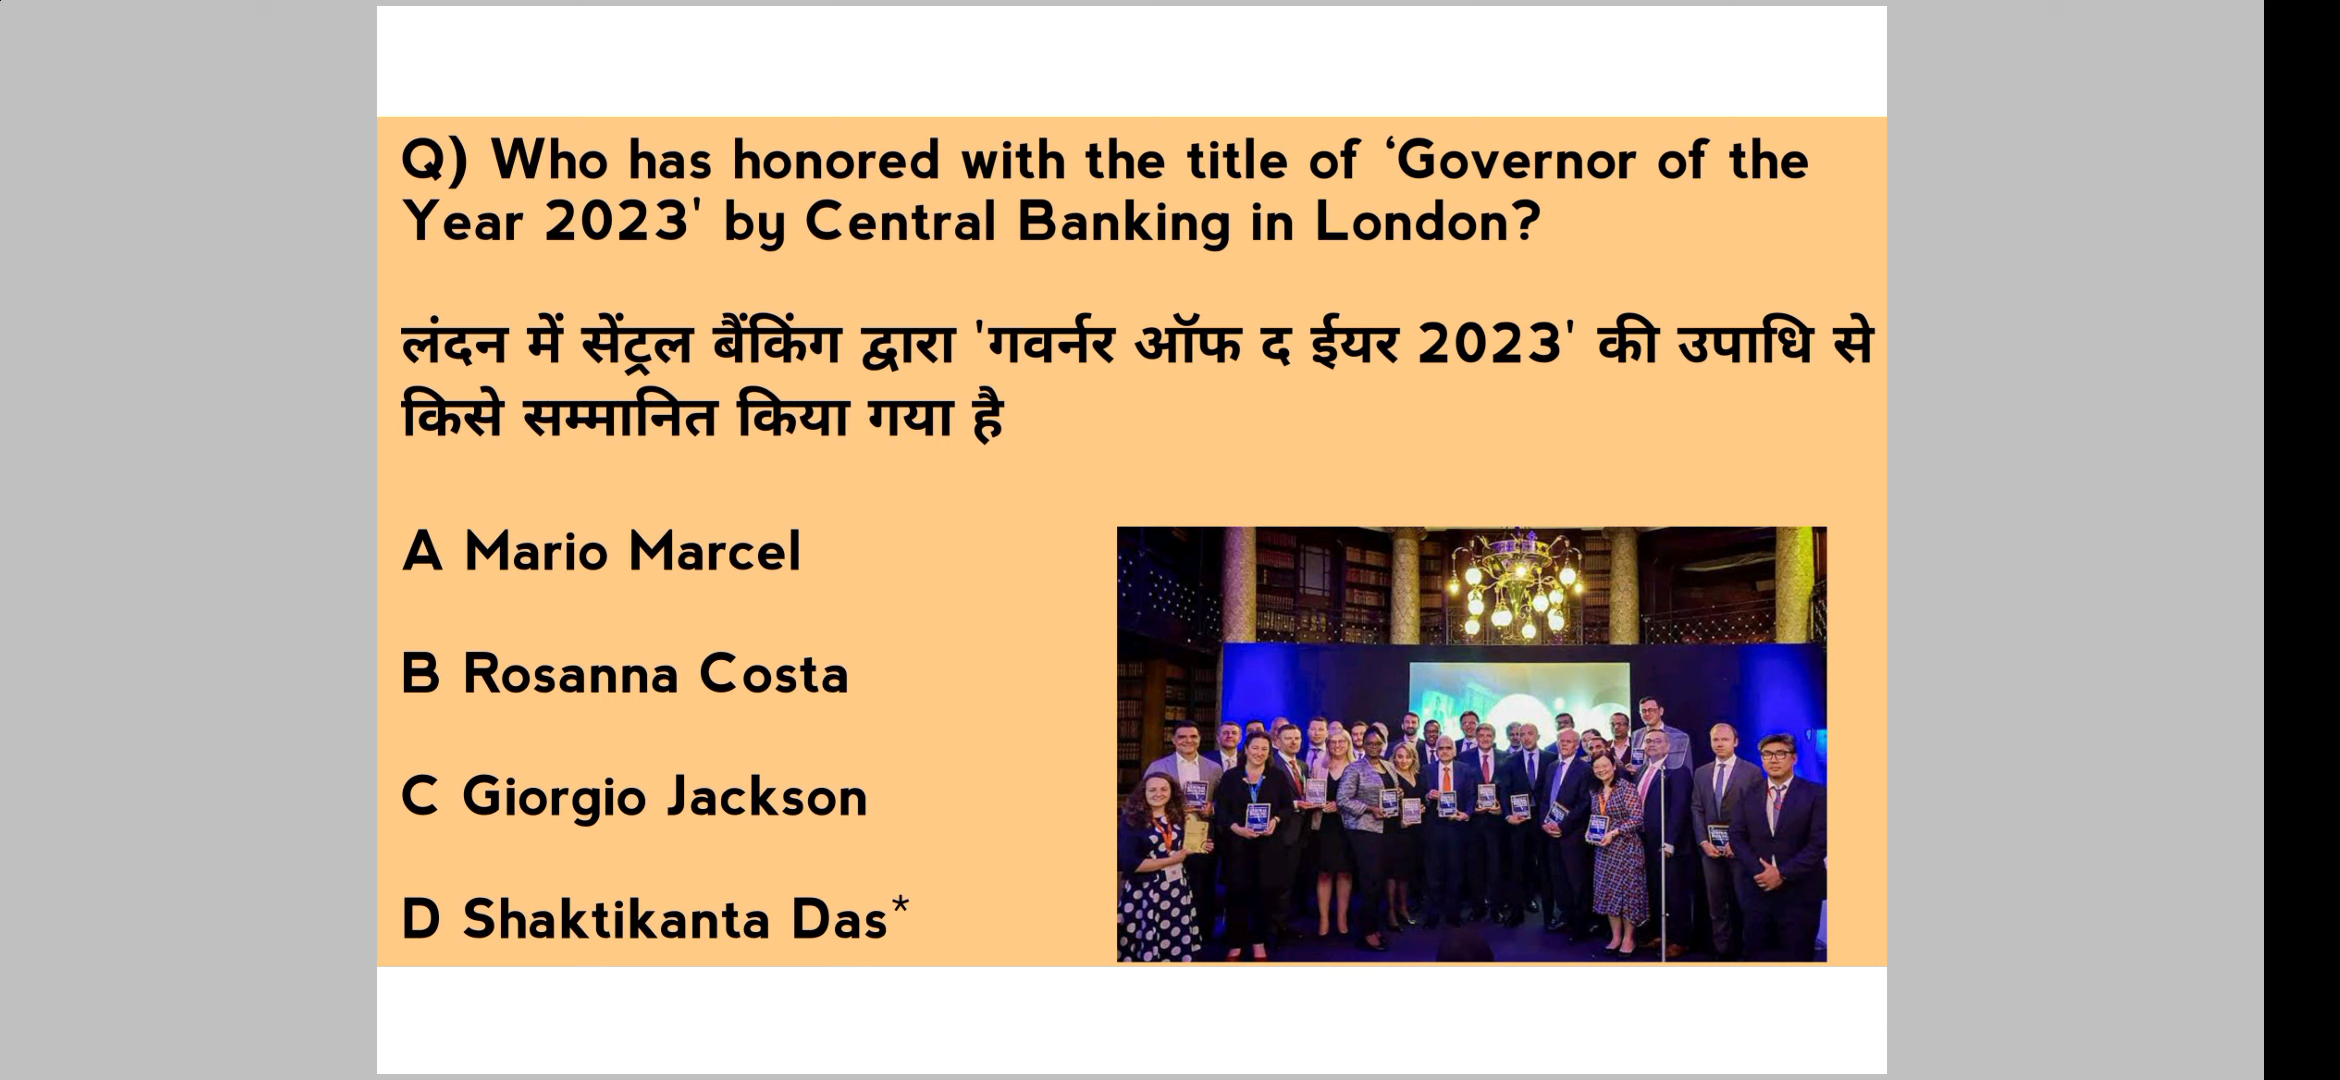 Q) Who has honored with the title of ‘Governor of the
Year 2023' by Central Banking in London?
लंदन में सेंट्रल बैंकिंग द्वारा 'गवर्नर ऑफ द ईयर 2023' की उपाधि से
किसे सम्मानित किया गया है
A Mario Marcel
B Rosanna Costa
C Giorgio Jackson
D Shaktikanta Das*